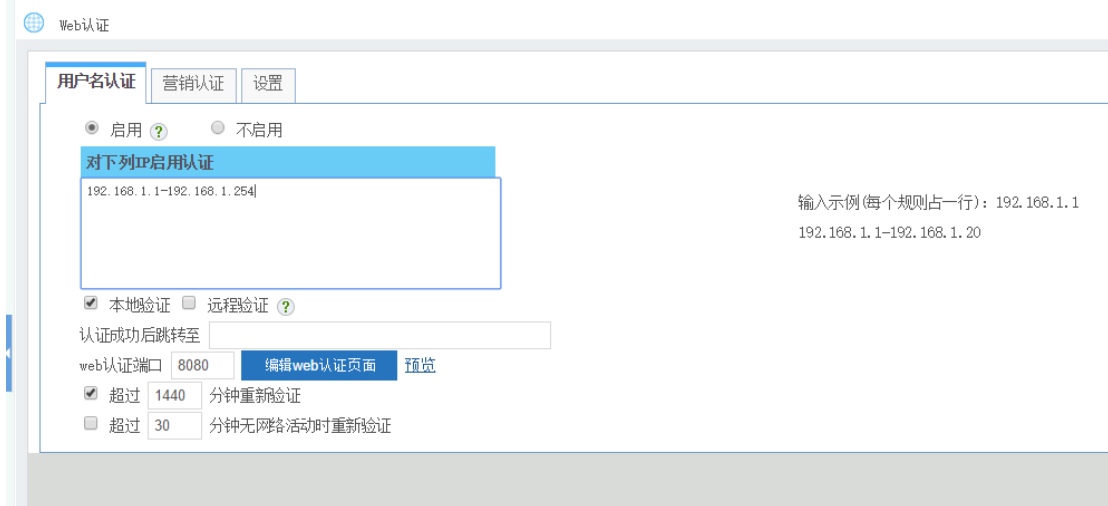 Web认证
用户名认证 营销认证 设置
启用 ? 不启用
对下列IP启用认证
192.168.1.1-192.168.1.254
输入示例(每个规则占一行): 192.168.1.1
192.168.1.1-192.168.1.20
本地验证 远程验证 ?
认证成功后跳转至
web认证端口 8080 编辑web认证页面 预览
超过 1440 分钟重新验证
超过 30 分钟无网络活动时重新验证